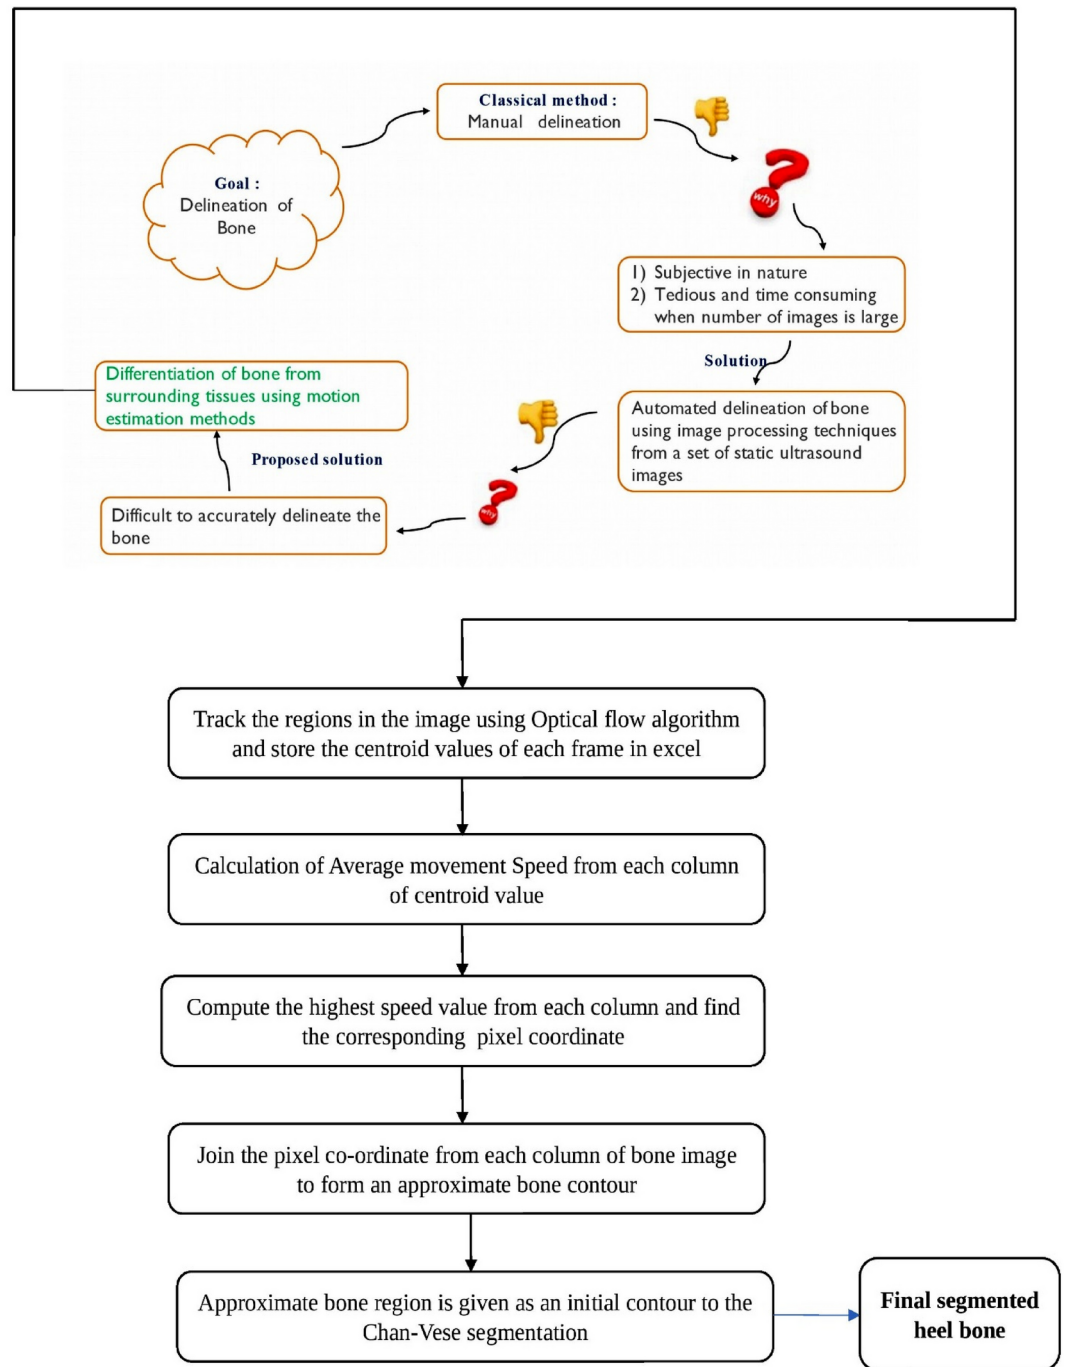 Classical method :
Manual delineation
Goal :
Delineation of
Bone
why
1) Subjective in nature
2) Tedious and time consuming
when number of images is large
Solution
Automated delineation of bone
using image processing techniques
from a set of static ultrasound
images
why
Difficult to accurately delineate the
bone
Proposed solution
Differentiation of bone from
surrounding tissues using motion
estimation methods
Track the regions in the image using Optical flow algorithm
and store the centroid values of each frame in excel
Calculation of Average movement Speed from each column
of centroid value
Compute the highest speed value from each column and find
the corresponding pixel coordinate
Join the pixel co-ordinate from each column of bone image
to form an approximate bone contour
Approximate bone region is given as an initial contour to the
Chan-Vese segmentation
Final segmented
heel bone